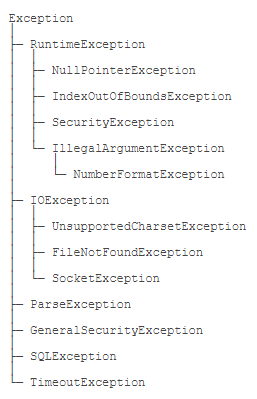 Exception
RuntimeException
NullPointerException
IndexOutOfBoundsException
SecurityException
IllegalArgumentException
NumberFormatException
IOException
UnsupportedCharsetException
FileNotFoundException
SocketException
ParseException
GeneralSecurityException
SQLException
TimeoutException